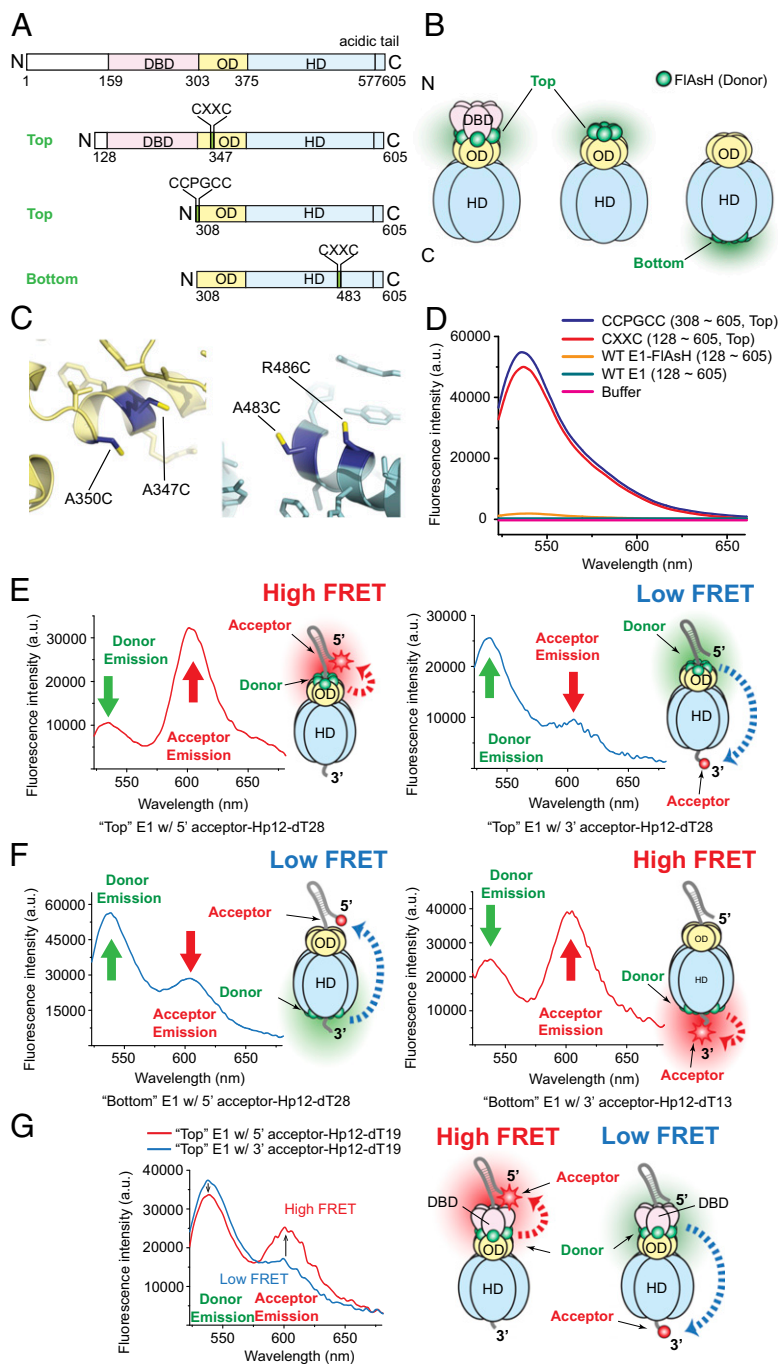 A
acidic tail
N DBD OD HD C
1 159 303 375 577 605
CXXC
Top N DBD OD HD C
128 347 605
CCPGCC
Top N OD HD C
308 605
CXXC
Bottom N OD HD C
308 483 605
B
N FlAsH (Donor)
Top
DBD
OD OD OD
HD HD HD
C
Bottom
C
R486C
A483C
A350C
A347C
D
CCPGCC (308 ~ 605, Top)
CXXC (128 ~ 605, Top)
WT E1-FlAsH (128 ~ 605)
WT E1 (128 ~ 605)
Buffer
Fluorescence intensity (a.u.)
60000
40000
20000
0
550 600 650
Wavelength (nm)
E
High FRET
Fluorescence intensity (a.u.)
30000
20000
10000
Donor
Emission
Acceptor
Emission
Acceptor 5’
Donor
OD
HD
3’
550 600 650
Wavelength (nm)
“Top” E1 w/ 5’ acceptor-Hp12-dT28
Low FRET
Fluorescence intensity (a.u.)
30000
20000
10000
Acceptor
Emission
Donor
Emission
Donor 5’
OD
HD
3’
Acceptor
550 600 650
Wavelength (nm)
“Top” E1 w/ 3’ acceptor-Hp12-dT28
F
Low FRET
Fluorescence intensity (a.u.)
60000
45000
30000
15000
Donor
Emission
Acceptor
Emission
Acceptor 5’
OD
HD
Donor
3’
550 600 650
Wavelength (nm)
“Bottom” E1 w/ 5’ acceptor-Hp12-dT28
High FRET
Fluorescence intensity (a.u.)
40000
30000
20000
10000
Donor
Emission
Acceptor
Emission
5’
OD
HD
Donor
3’
Acceptor
550 600 650
Wavelength (nm)
“Bottom” E1 w/ 3’ acceptor-Hp12-dT13
G
“Top” E1 w/ 5’ acceptor-Hp12-dT19
“Top” E1 w/ 3’ acceptor-Hp12-dT19
Fluorescence intensity (a.u.)
40000
30000
20000
10000
0
High FRET
Low FRET
Donor
Emission
Acceptor
Emission
550 600 650
Wavelength (nm)
High FRET Low FRET
5’ Acceptor 5’
DBD DBD
Donor
OD OD
HD HD
3’ Acceptor 3’